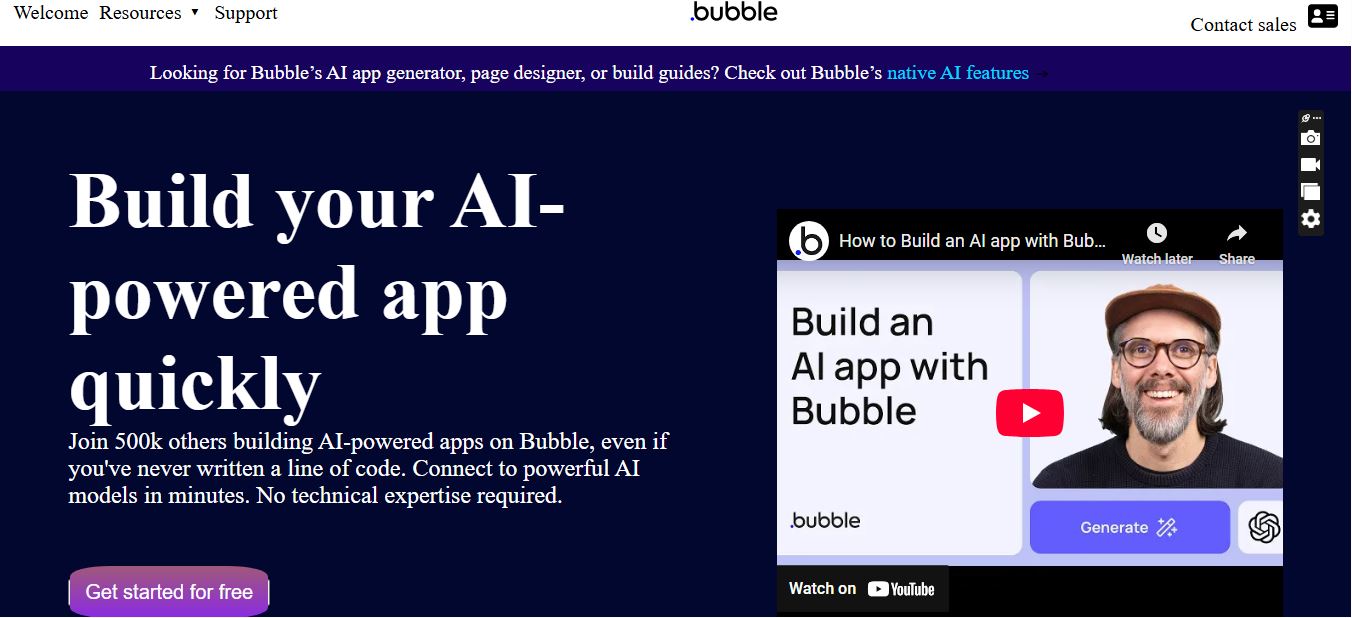 Welcome Resources ▼ Support
.bubble
Contact sales
Looking for Bubble’s AI app generator, page designer, or build guides? Check out Bubble’s native AI features →
Build your AI-
powered app
quickly
Join 500k others building AI-powered apps on Bubble, even if
you've never written a line of code. Connect to powerful AI
models in minutes. No technical expertise required.
Get started for free
b How to Build an AI app with Bub...
Watch later
Share
Build an
AI app with
Bubble
.bubble
Generate
Watch on YouTube